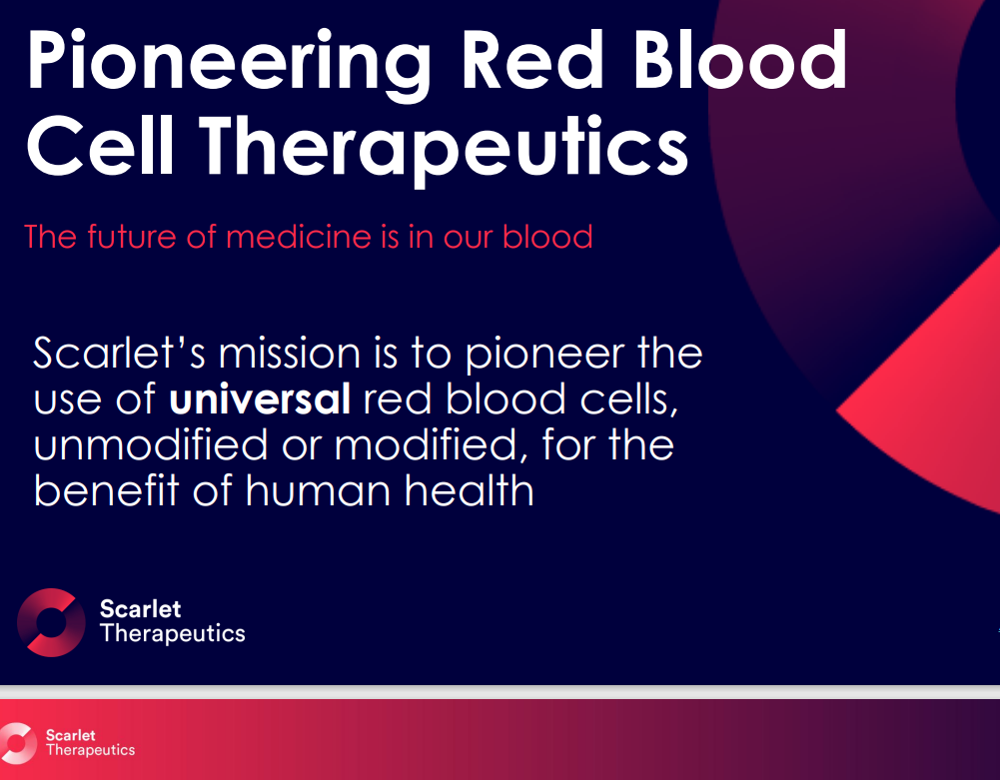 Pioneering Red Blood
Cell Therapeutics
The future of medicine is in our blood
Scarlet’s mission is to pioneer the
use of universal red blood cells,
unmodified or modified, for the
benefit of human health
Scarlet
Therapeutics
Scarlet
Therapeutics